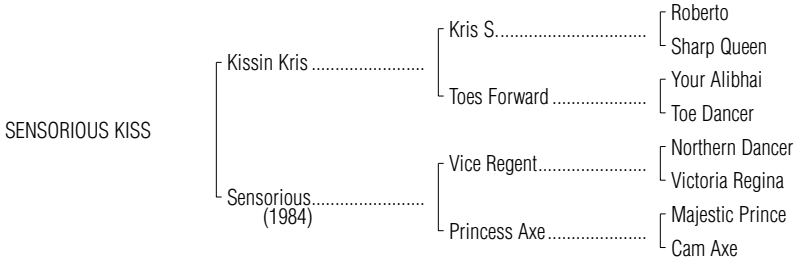 Roberto
Kris S.
Sharp Queen
Kissin Kris
Your Alibhai
Toes Forward
Toe Dancer
SENSORIOUS KISS
Northern Dancer
Vice Regent
Victoria Regina
Sensorious
(1984)
Majestic Prince
Princess Axe
Cam Axe